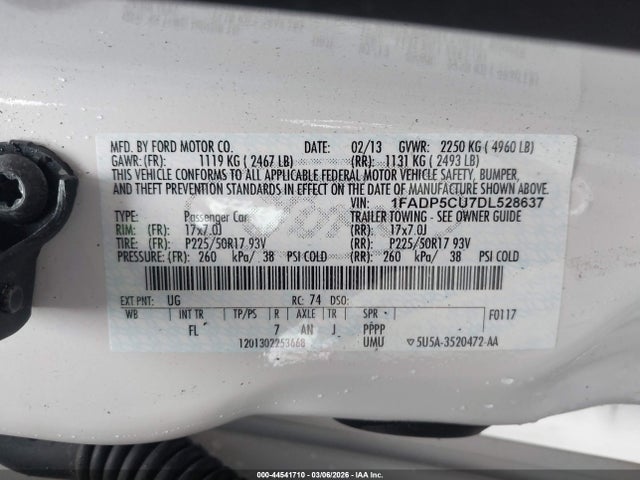 MFD. BY FORD MOTOR CO. DATE: 02/13 GVWR: 2250 KG ( 4960 LB)
GAWR: (FR): 1119 KG ( 2467 LB) (RR): 1131 KG ( 2493 LB)
THIS VEHICLE CONFORMS TO ALL APPLICABLE FEDERAL MOTOR VEHICLE SAFETY, BUMPER,
AND THEFT PREVENTION STANDARDS IN EFFECT ON THE DATE OF MANUFACTURE SHOWN ABOVE.
VIN: 1FADP5CU7DL528637
TYPE: Passenger Car TRAILER TOWING - SEE OWNER GUIDE
RIM: (FR): 17x7.0J (RR): 17x7.0J
TIRE: (FR): P225/50R17 93V (RR): P225/50R17 93V
PRESSURE: (FR): 260 kPa/ 38 PSI COLD (RR): 260 kPa/ 38 PSI COLD
EXT PNT: UG RC: 74 DSO:
WB INT TR TP/PS R AXLE TR SPR F0117
FL 7 AN J PPPP
1201302253668 UMU ▽5U5A-3520472-AA
000-44541710 | 03/06/2026 - IAA, Inc.